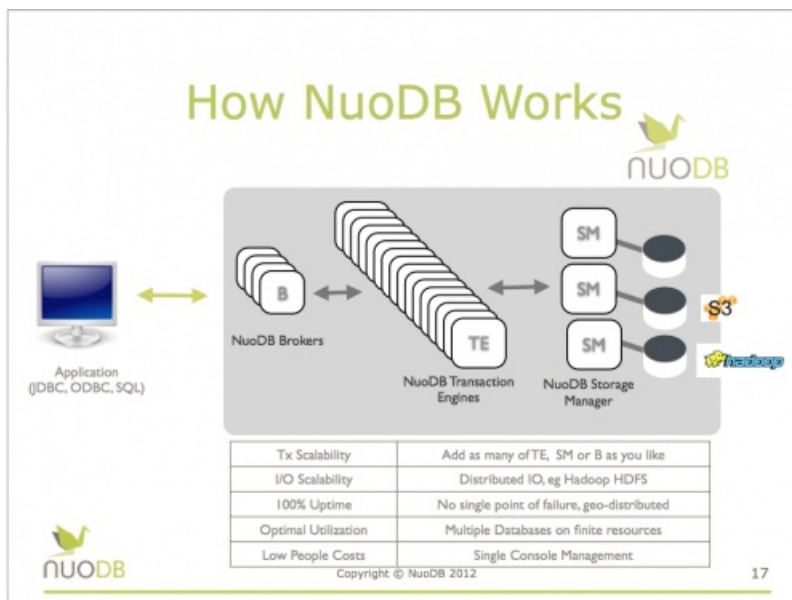 How NuoDB Works
NUODB
SM
SM
SM
B
TE
S3
hadoop
NuoDB Brokers
NuoDB Transaction
Engines
NuoDB Storage
Manager
Application
(JDBC, ODBC, SQL)
Tx Scalability Add as many of TE, SM or B as you like
I/O Scalability Distributed IO, eg Hadoop HDFS
100% Uptime No single point of failure, geo-distributed
Optimal Utilization Multiple Databases on finite resources
Low People Costs Single Console Management
NUODB
Copyright © NuoDB 2012
17